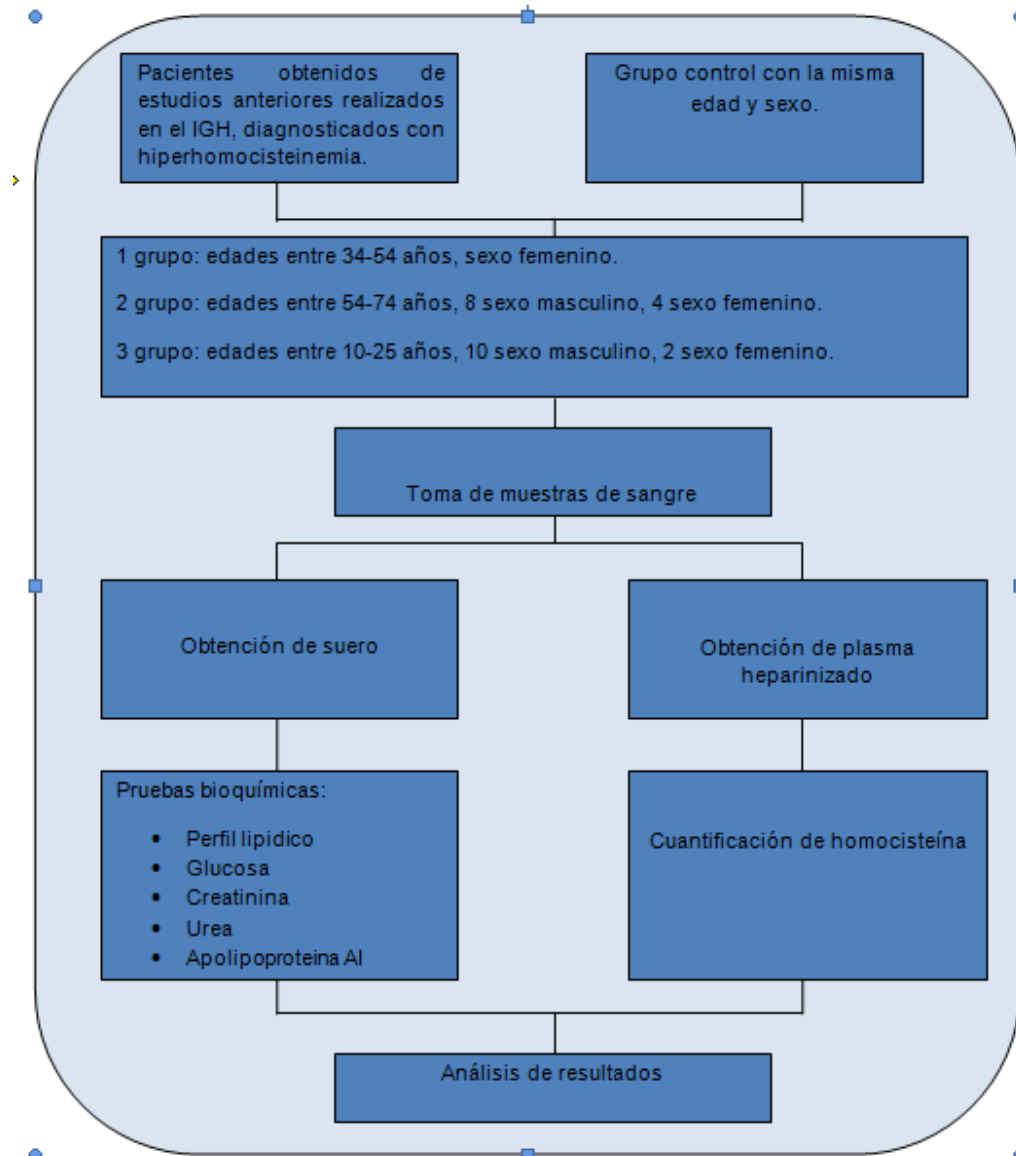 Pacientes obtenidos de
estudios anteriores realizados
en el IGH, diagnosticados con
hiperhomocisteinemia.
Grupo control con la misma
edad y sexo.
1 grupo: edades entre 34-54 años, sexo femenino.
2 grupo: edades entre 54-74 años, 8 sexo masculino, 4 sexo femenino.
3 grupo: edades entre 10-25 años, 10 sexo masculino, 2 sexo femenino.
Toma de muestras de sangre
Obtención de suero
Obtención de plasma
heparinizado
Pruebas bioquímicas:
• Perfil lipidico
• Glucosa
• Creatinina
• Urea
• Apolipoproteina AI
Cuantificación de homocisteína
Análisis de resultados